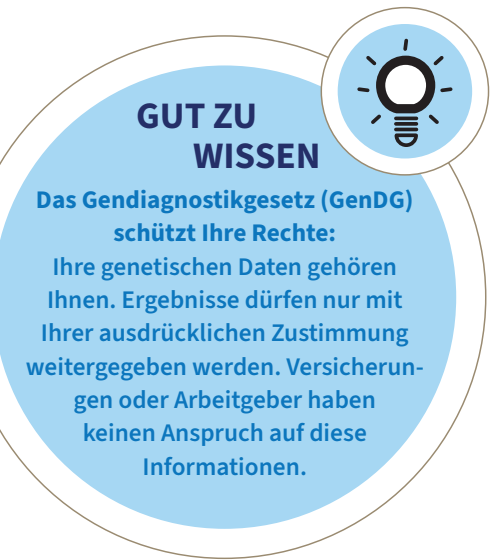 GUT ZU
WISSEN
Das Gendiagnostikgesetz (GenDG)
schützt Ihre Rechte:
Ihre genetischen Daten gehören
Ihnen. Ergebnisse dürfen nur mit
Ihrer ausdrücklichen Zustimmung
weitergegeben werden. Versicherun-
gen oder Arbeitgeber haben
keinen Anspruch auf diese
Informationen.